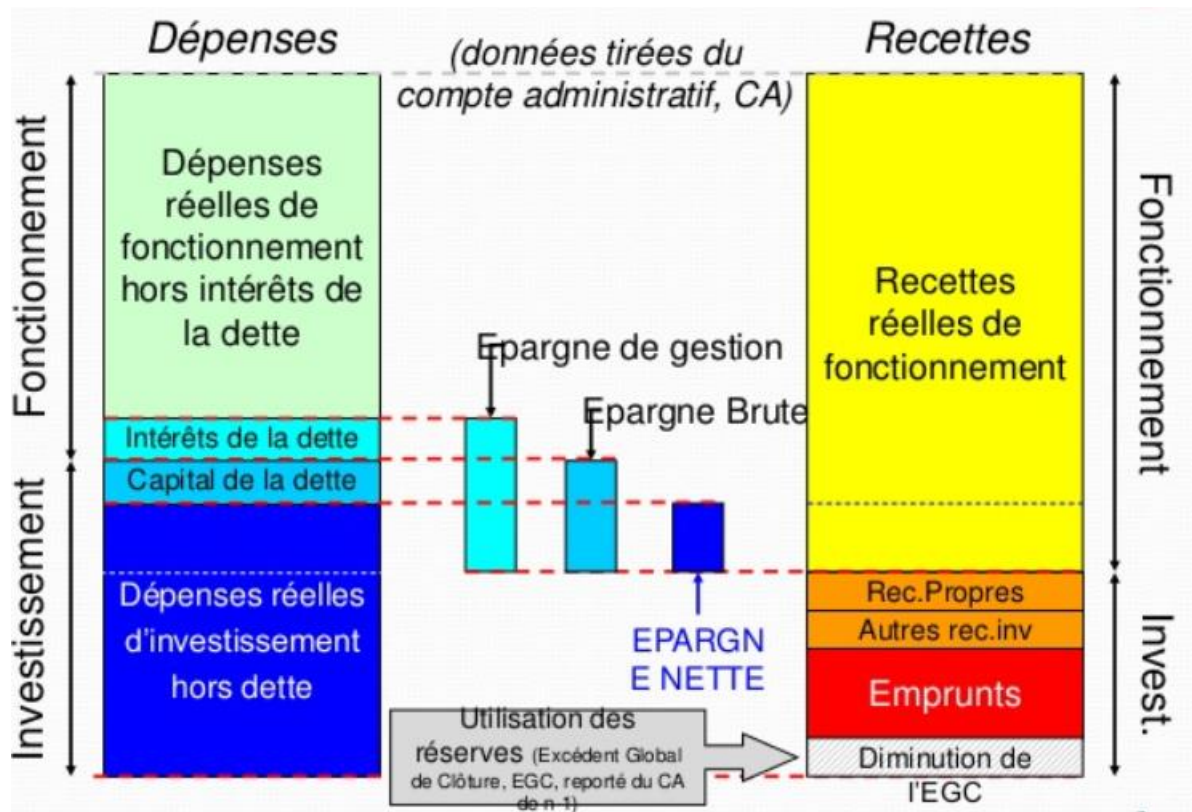 Dépenses
(données tirées du
compte administratif, CA)
Recettes
Fonctionnement
Investissement
Dépenses
réelles de
fonctionnement
hors intérêts de
la dette
Intérêts de la dette
Capital de la dette
Dépenses réelles
d'investissement
hors dette
Epargne de gestion
Epargne Brute
EPARGN
E NETTE
Utilisation des
réserves (Excédent Global
de Clôture, EGC, reporté du CA
de n-1)
Recettes
réelles de
fonctionnement
Rec.Propres
Autres rec.inv
Emprunts
Diminution de
l'EGC
Fonctionnement
Invest.